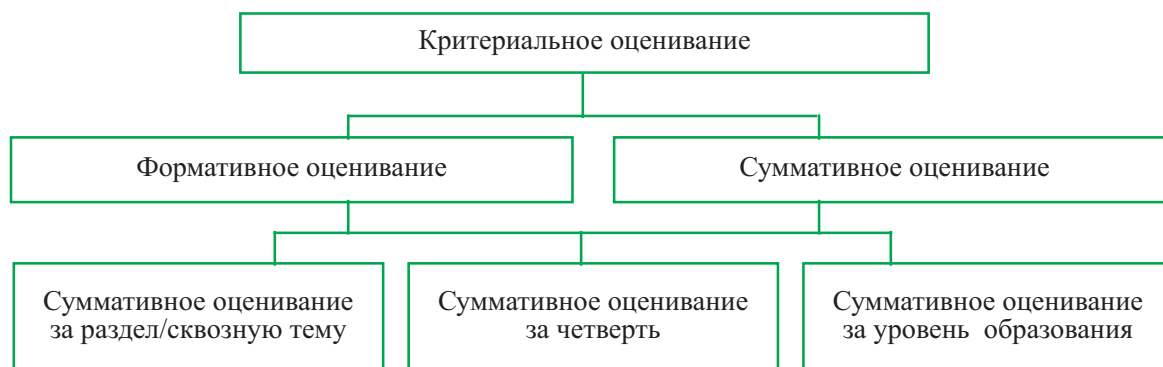 Критериальное оценивание
Формативное оценивание
Суммативное оценивание
Суммативное оценивание
за раздел/сквозную тему
Суммативное оценивание
за четверть
Суммативное оценивание
за уровень образования